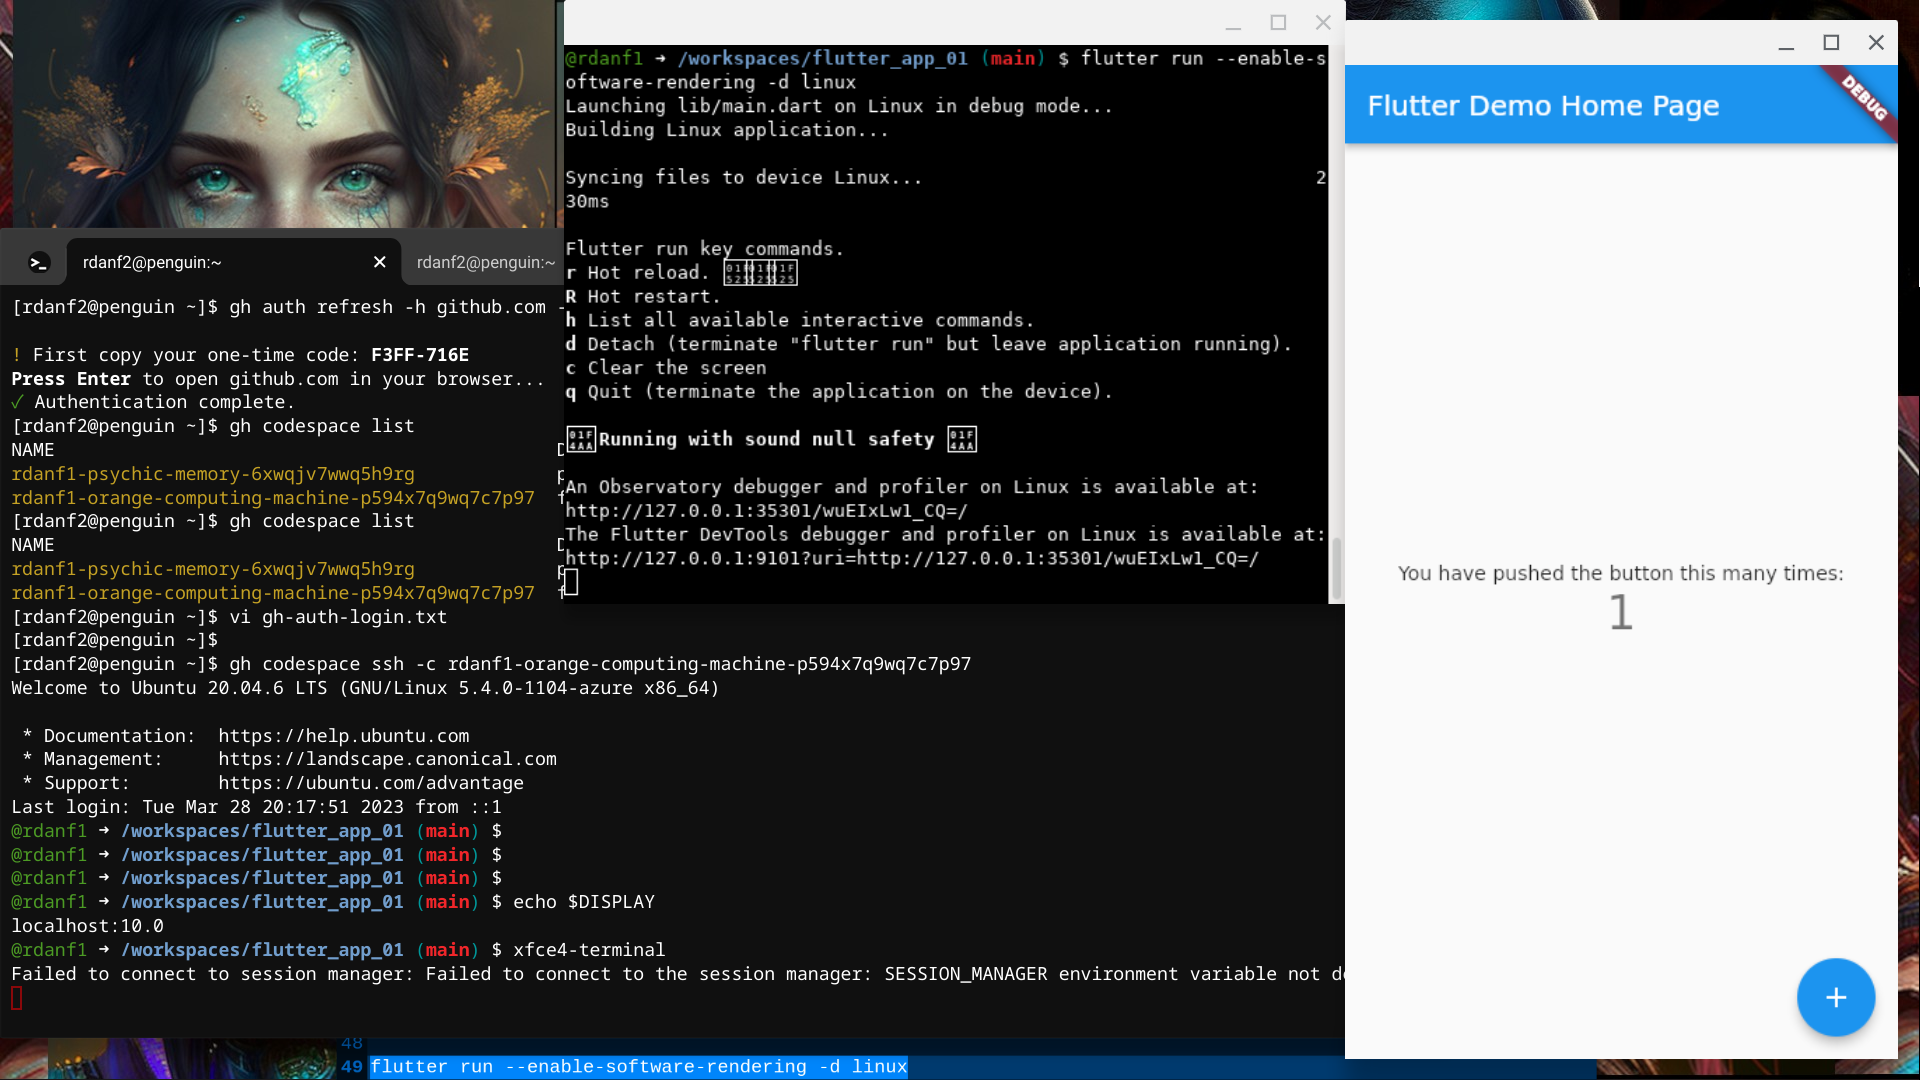 rdanf2@penguin:~
rdanf2@penguin:~
[rdanf2@penguin ~]$ gh auth refresh -h github.com -
! First copy your one-time code: F3FF-716E
Press Enter to open github.com in your browser...
✓ Authentication complete.
[rdanf2@penguin ~]$ gh codespace list
NAME
rdanf1-psychic-memory-6xwqjv7wwq5h9rg
rdanf1-orange-computing-machine-p594x7q9wq7c7p97
[rdanf2@penguin ~]$ gh codespace list
NAME
rdanf1-psychic-memory-6xwqjv7wwq5h9rg
rdanf1-orange-computing-machine-p594x7q9wq7c7p97
[rdanf2@penguin ~]$ vi gh-auth-login.txt
[rdanf2@penguin ~]$
[rdanf2@penguin ~]$ gh codespace ssh -c rdanf1-orange-computing-machine-p594x7q9wq7c7p97
Welcome to Ubuntu 20.04.6 LTS (GNU/Linux 5.4.0-1104-azure x86_64)
* Documentation:  https://help.ubuntu.com
* Management:     https://landscape.canonical.com
* Support:        https://ubuntu.com/advantage
Last login: Tue Mar 28 20:17:51 2023 from ::1
@rdanf1 ➜ /workspaces/flutter_app_01 (main) $
@rdanf1 ➜ /workspaces/flutter_app_01 (main) $
@rdanf1 ➜ /workspaces/flutter_app_01 (main) $
@rdanf1 ➜ /workspaces/flutter_app_01 (main) $ echo $DISPLAY
localhost:10.0
@rdanf1 ➜ /workspaces/flutter_app_01 (main) $ xfce4-terminal
Failed to connect to session manager: Failed to connect to the session manager: SESSION_MANAGER environment variable not
48
49 flutter run --enable-software-rendering -d linux
@rdanf1 ➜ /workspaces/flutter_app_01 (main) $ flutter run --enable-s
oftware-rendering -d linux
Launching lib/main.dart on Linux in debug mode...
Building Linux application...
Syncing files to device Linux... 2
30ms
Flutter run key commands.
r Hot reload.
R Hot restart.
h List all available interactive commands.
d Detach (terminate "flutter run" but leave application running).
c Clear the screen
q Quit (terminate the application on the device).
Running with sound null safety
An Observatory debugger and profiler on Linux is available at:
http://127.0.0.1:35301/wuEIxLw1_CQ=/
The Flutter DevTools debugger and profiler on Linux is available at:
http://127.0.0.1:9101?uri=http://127.0.0.1:35301/wuEIxLw1_CQ=/
Flutter Demo Home Page
DEBUG
You have pushed the button this many times:
1
+